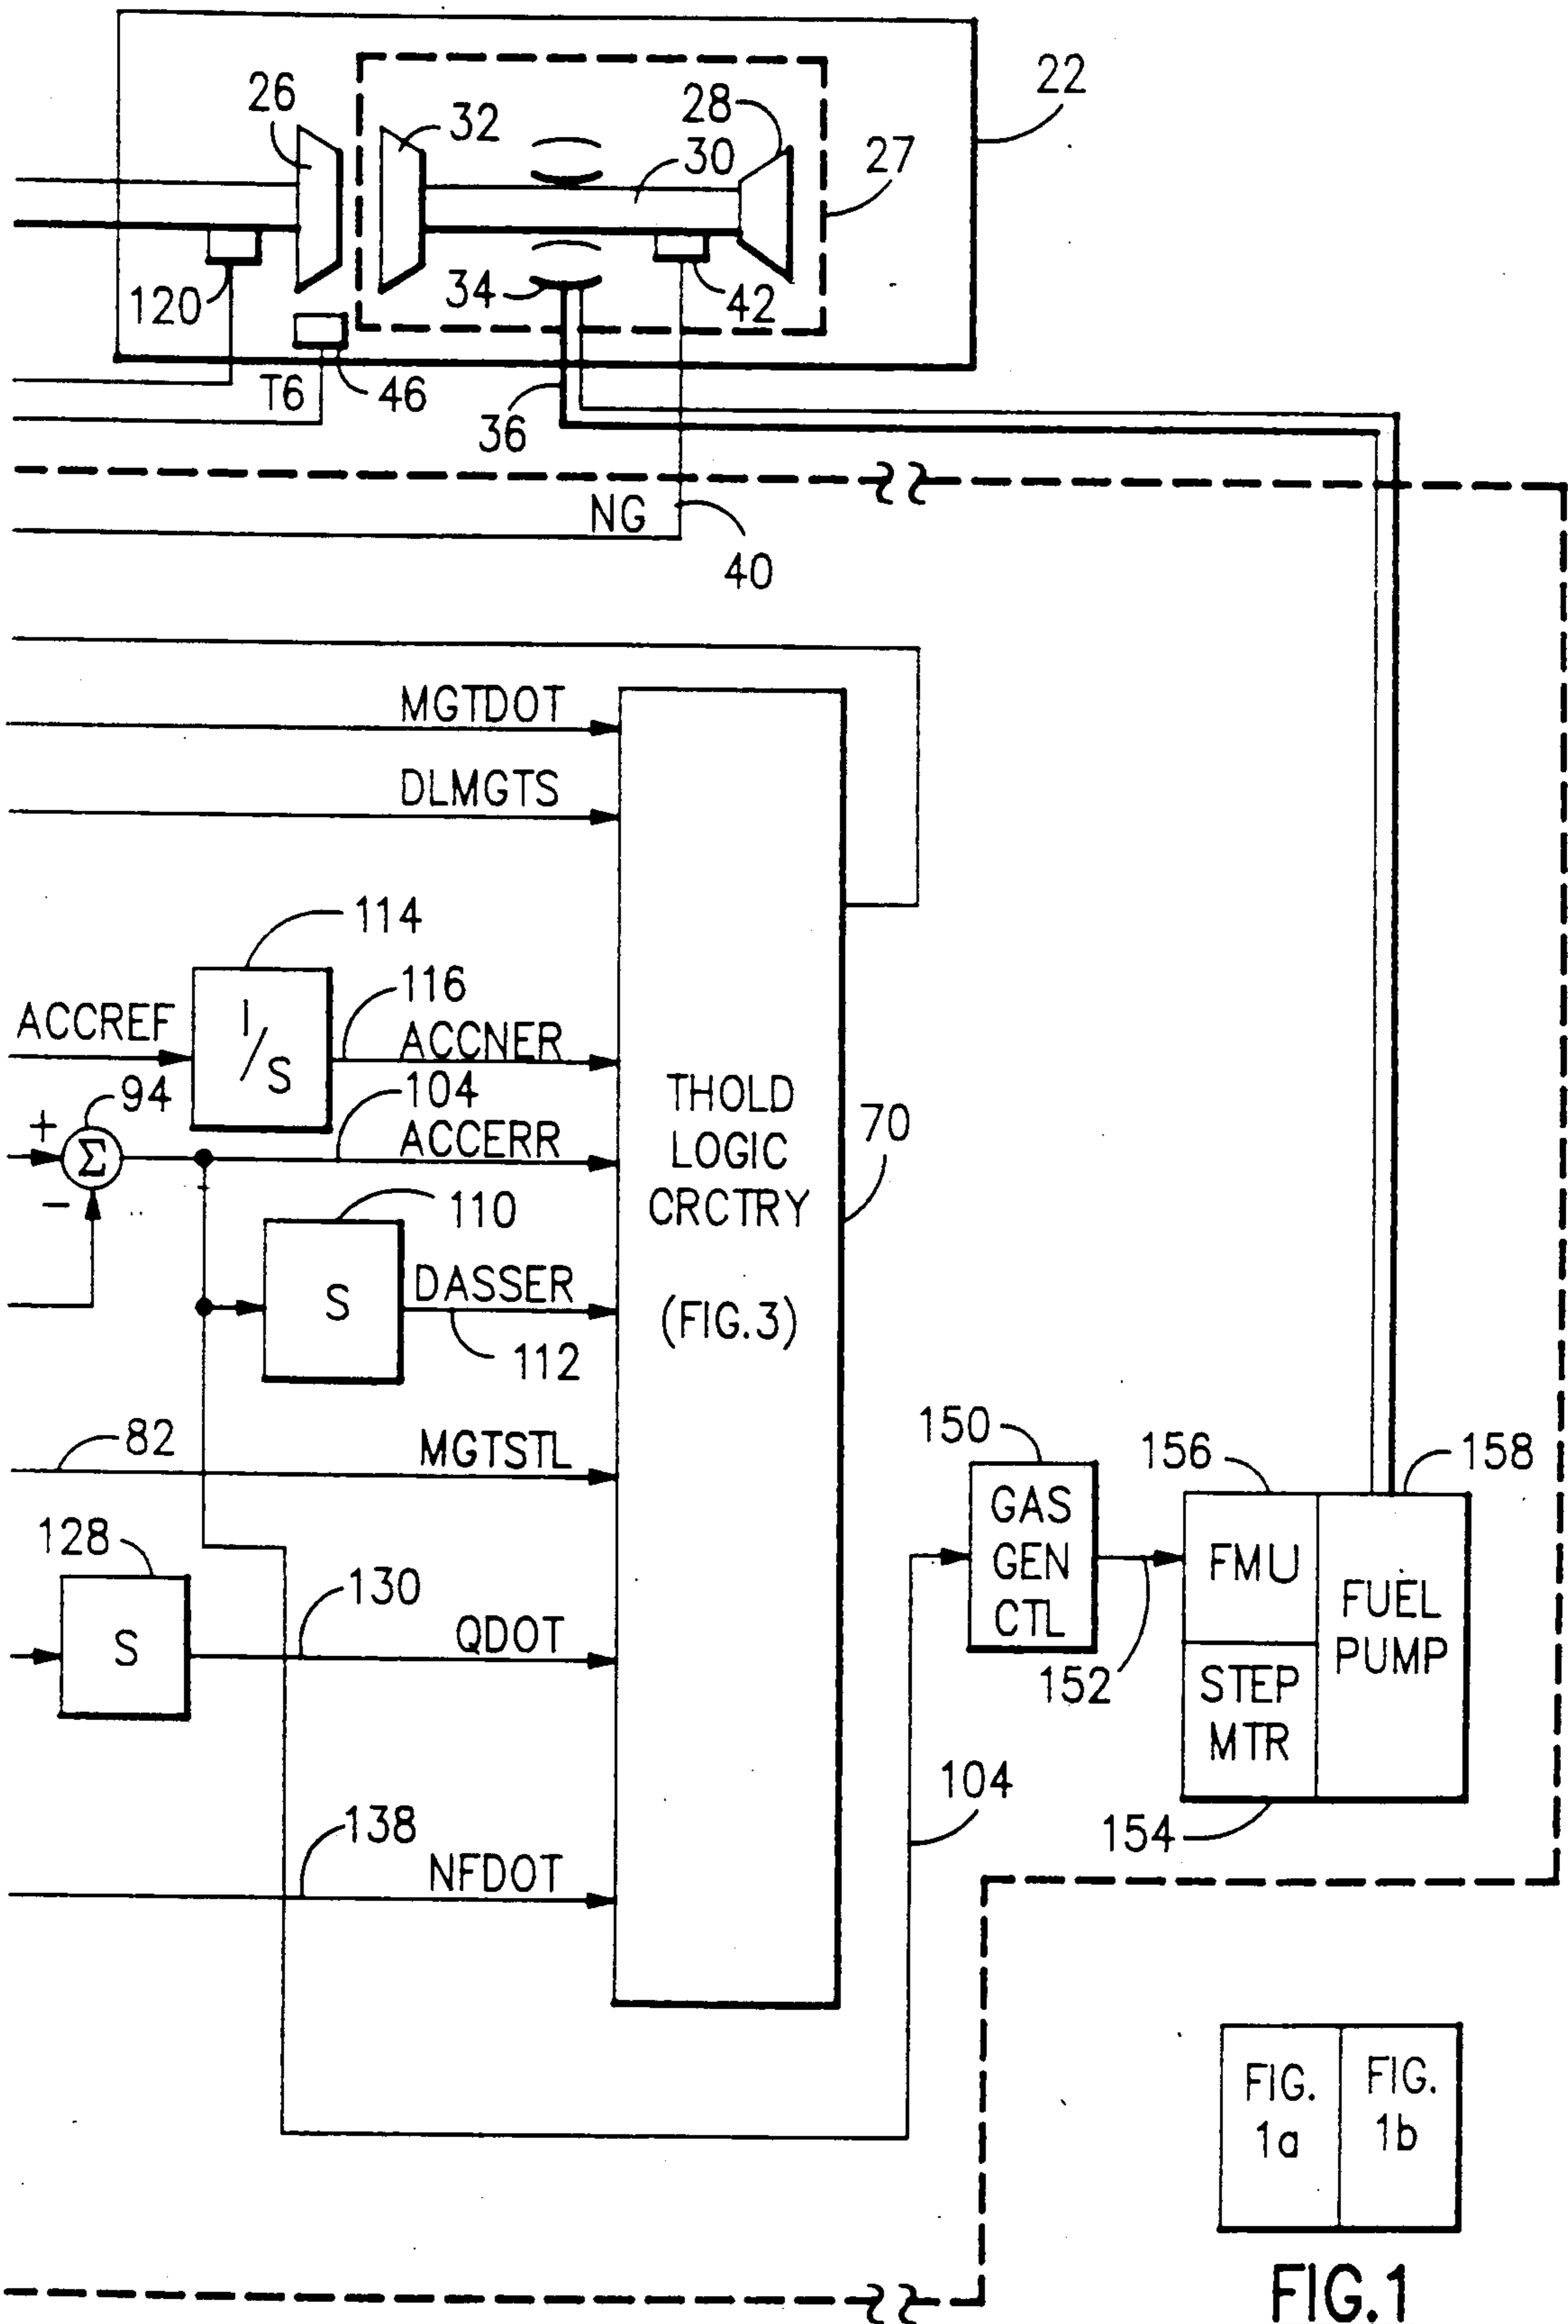 22
26
32
28
30
27
120
34
42
T6
46
36
NG
40
MGTDOT
DLMGTS
114
ACCREF
1/S
116
ACCNER
94
104
+
Σ
ACCERR
−
THOLD
LOGIC
CRCTRY
(FIG.3)
70
110
S
DASSER
112
82
MGTSTL
128
S
130
QDOT
138
NFDOT
150
GAS
GEN
CTL
152
156
158
FMU
FUEL
PUMP
STEP
MTR
154
104
FIG.
1a
FIG.
1b
FIG.1